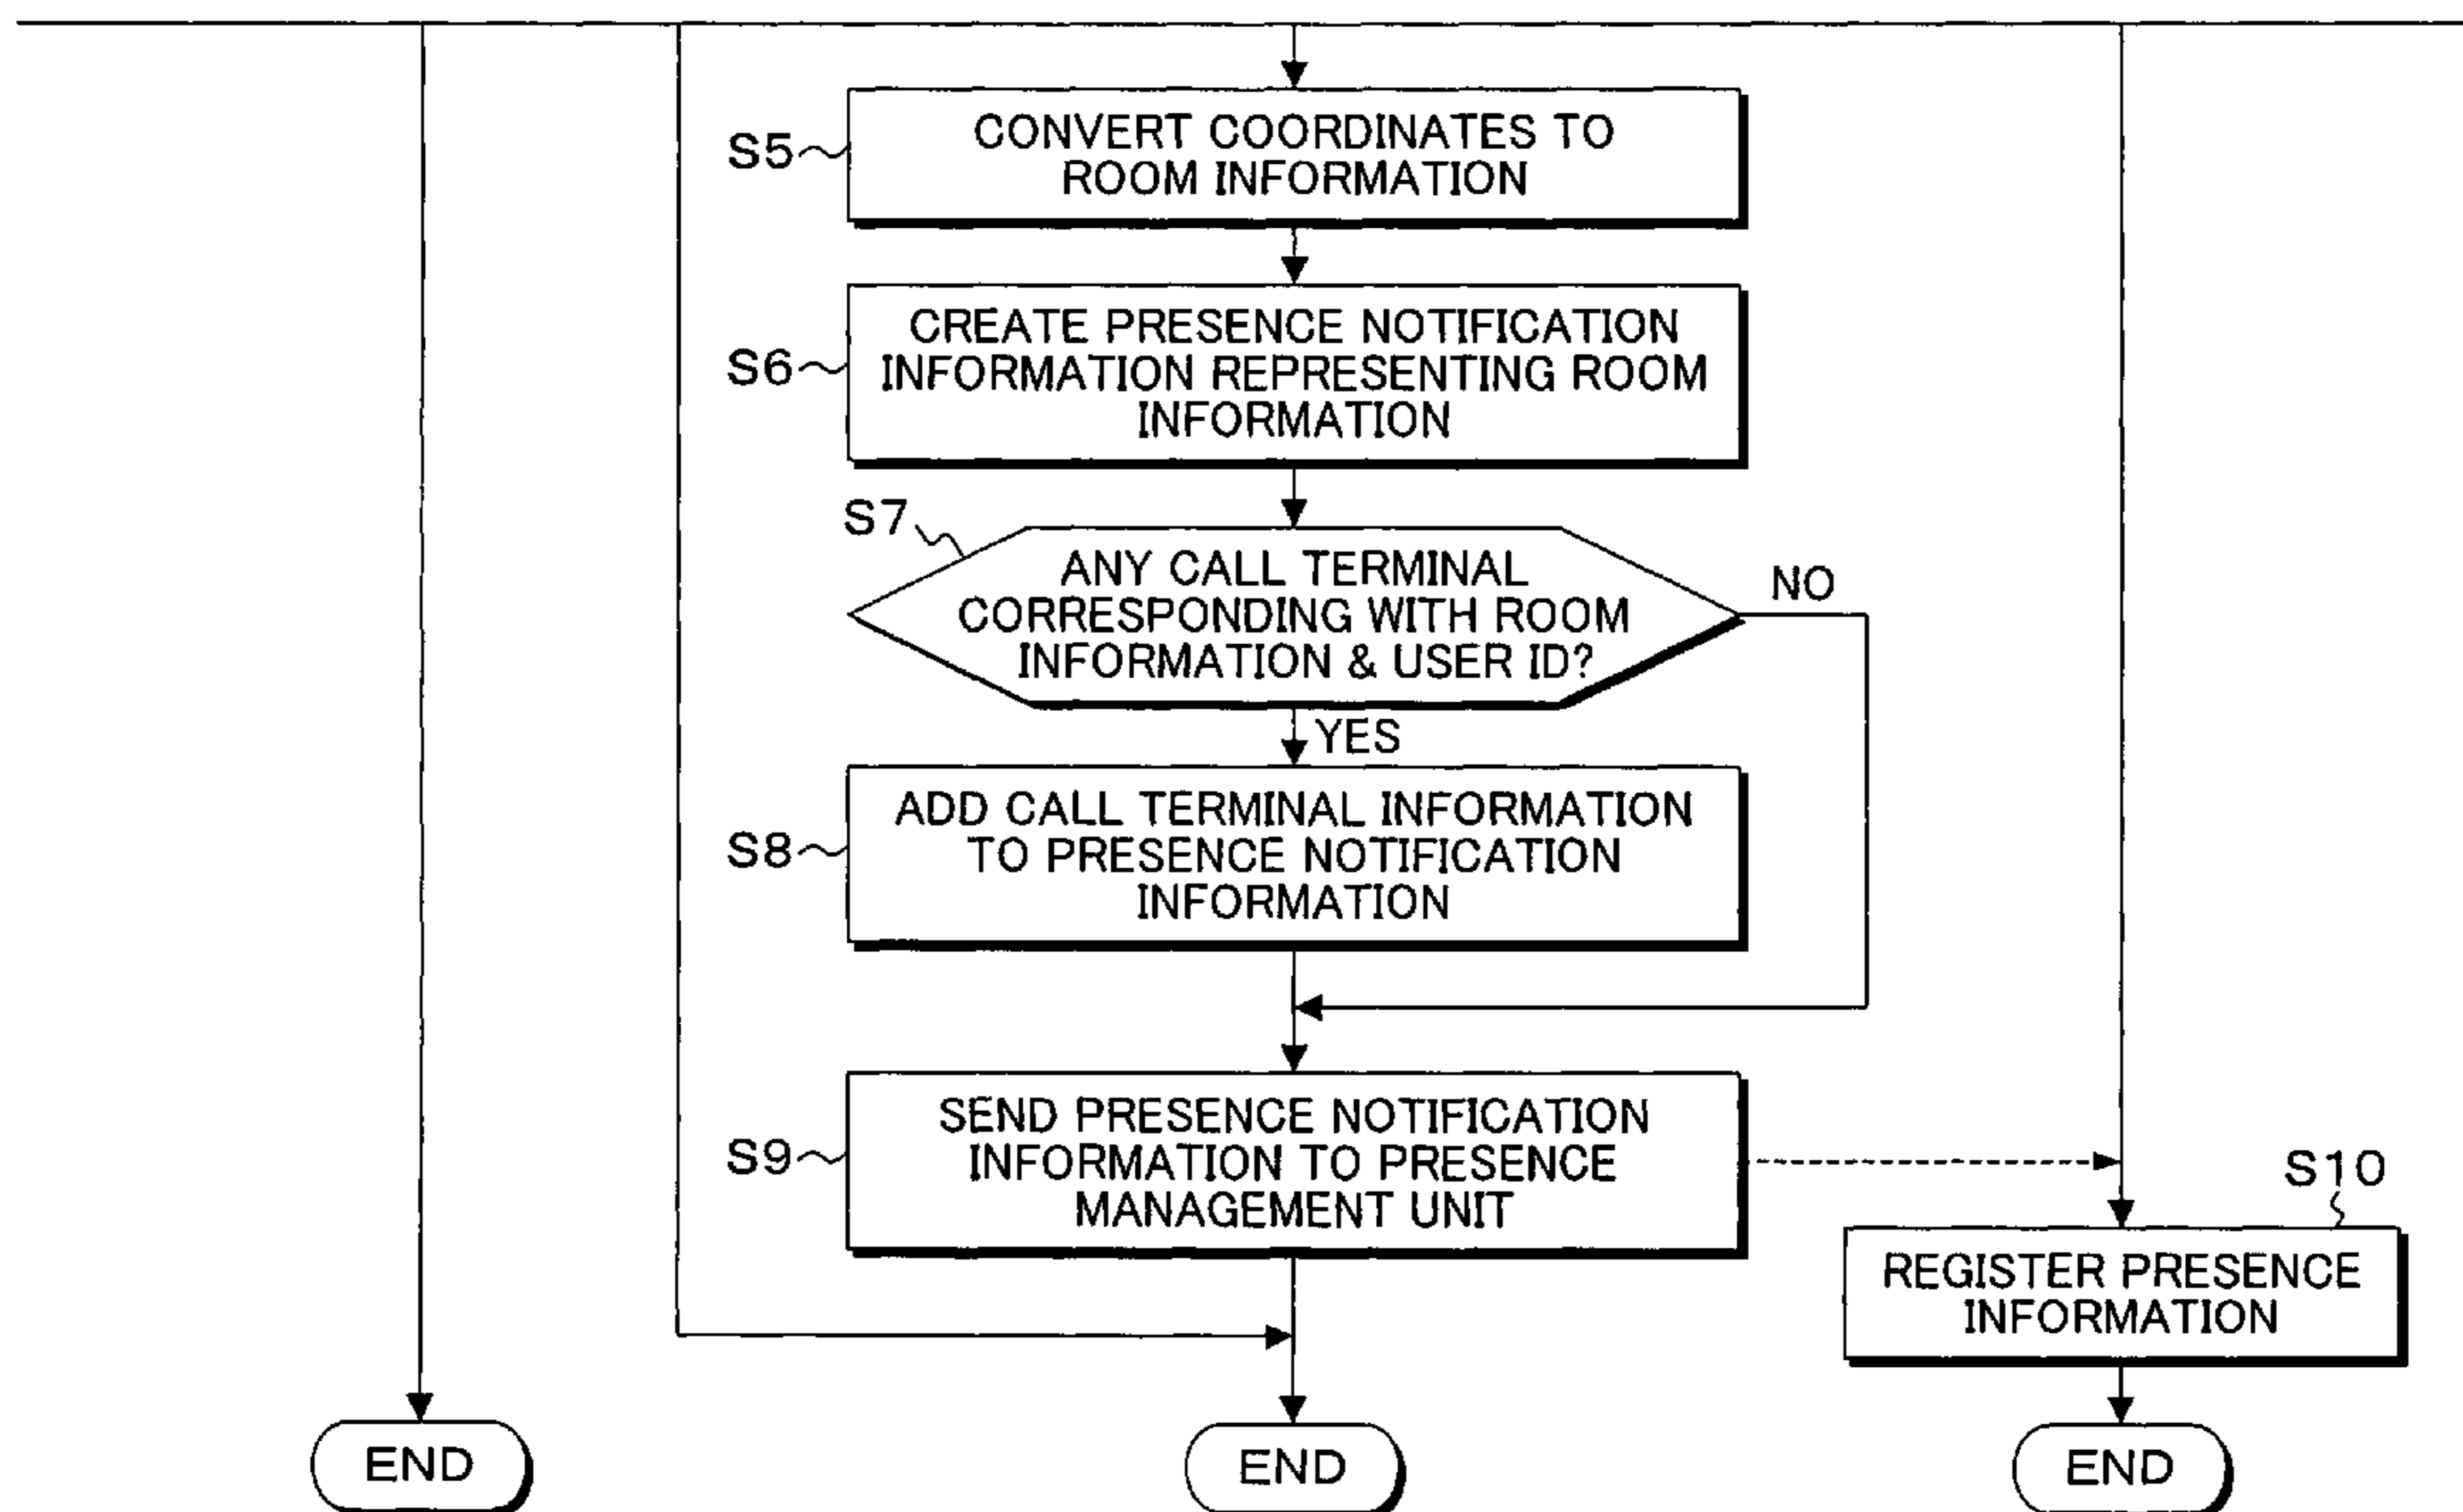 S5
CONVERT COORDINATES TO
ROOM INFORMATION
S6
CREATE PRESENCE NOTIFICATION
INFORMATION REPRESENTING ROOM
INFORMATION
S7
ANY CALL TERMINAL
CORRESPONDING WITH ROOM
INFORMATION & USER ID?
NO
YES
S8
ADD CALL TERMINAL INFORMATION
TO PRESENCE NOTIFICATION
INFORMATION
S9
SEND PRESENCE NOTIFICATION
INFORMATION TO PRESENCE
MANAGEMENT UNIT
S10
REGISTER PRESENCE
INFORMATION
END
END
END